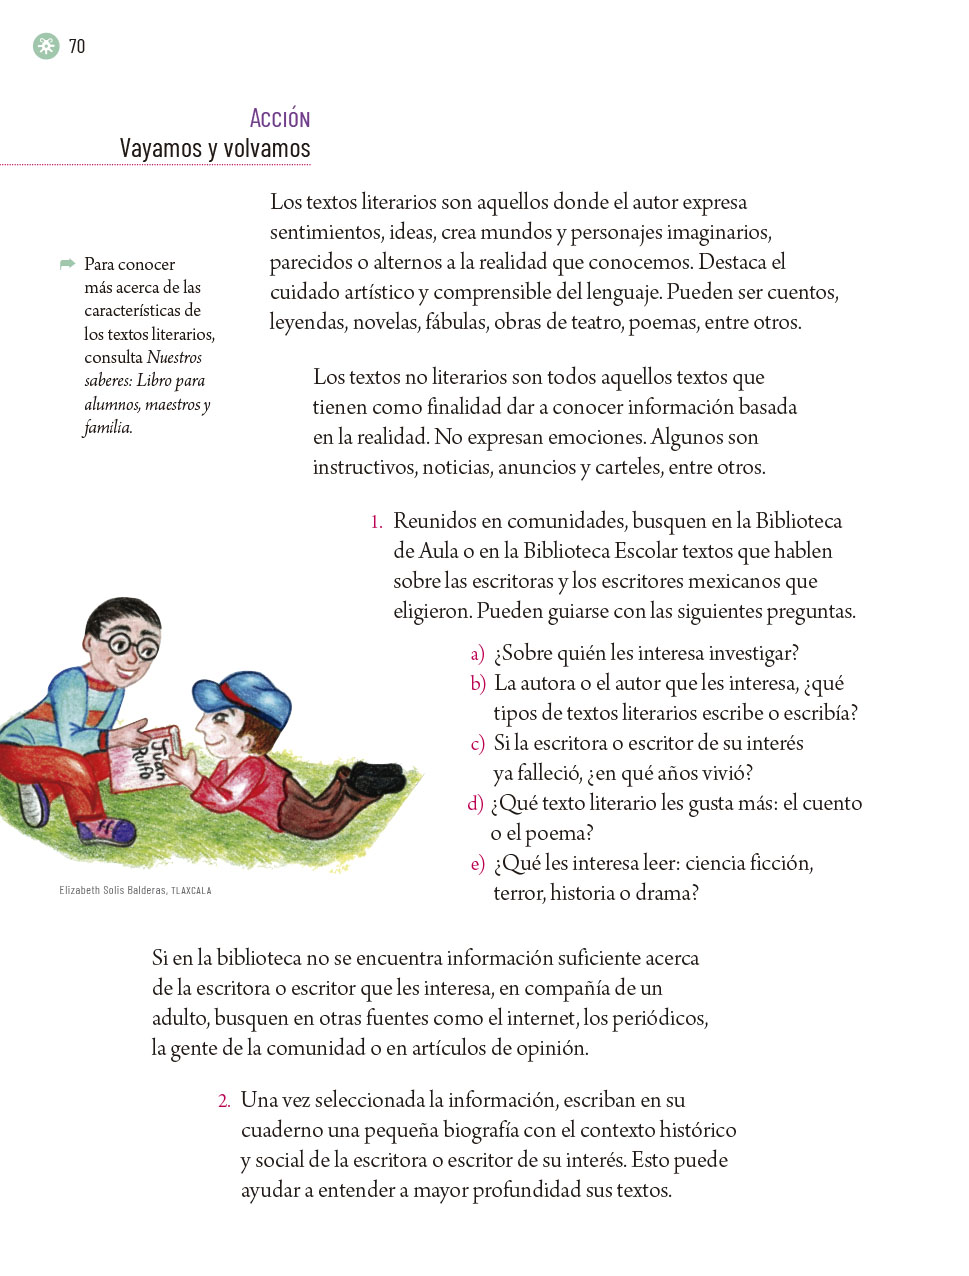 70
Acción
Vayamos y volvamos
Los textos literarios son aquellos donde el autor expresa
sentimientos, ideas, crea mundos y personajes imaginarios,
parecidos o alternos a la realidad que conocemos. Destaca el
cuidado artístico y comprensible del lenguaje. Pueden ser cuentos,
leyendas, novelas, fábulas, obras de teatro, poemas, entre otros.
Para conocer
más acerca de las
características de
los textos literarios,
consulta Nuestros
saberes: Libro para
alumnos, maestros y
familia.
Los textos no literarios son todos aquellos textos que
tienen como finalidad dar a conocer información basada
en la realidad. No expresan emociones. Algunos son
instructivos, noticias, anuncios y carteles, entre otros.
1. Reunidos en comunidades, busquen en la Biblioteca
de Aula o en la Biblioteca Escolar textos que hablen
sobre las escritoras y los escritores mexicanos que
eligieron. Pueden guiarse con las siguientes preguntas.
a) ¿Sobre quién les interesa investigar?
b) La autora o el autor que les interesa, ¿qué
tipos de textos literarios escribe o escribía?
c) Si la escritora o escritor de su interés
ya falleció, ¿en qué años vivió?
d) ¿Qué texto literario les gusta más: el cuento
o el poema?
e) ¿Qué les interesa leer: ciencia ficción,
terror, historia o drama?
Juan
Rulfo
Elizabeth Solís Balderas, TLAXCALA
Si en la biblioteca no se encuentra información suficiente acerca
de la escritora o escritor que les interesa, en compañía de un
adulto, busquen en otras fuentes como el internet, los periódicos,
la gente de la comunidad o en artículos de opinión.
2. Una vez seleccionada la información, escriban en su
cuaderno una pequeña biografía con el contexto histórico
y social de la escritora o escritor de su interés. Esto puede
ayudar a entender a mayor profundidad sus textos.